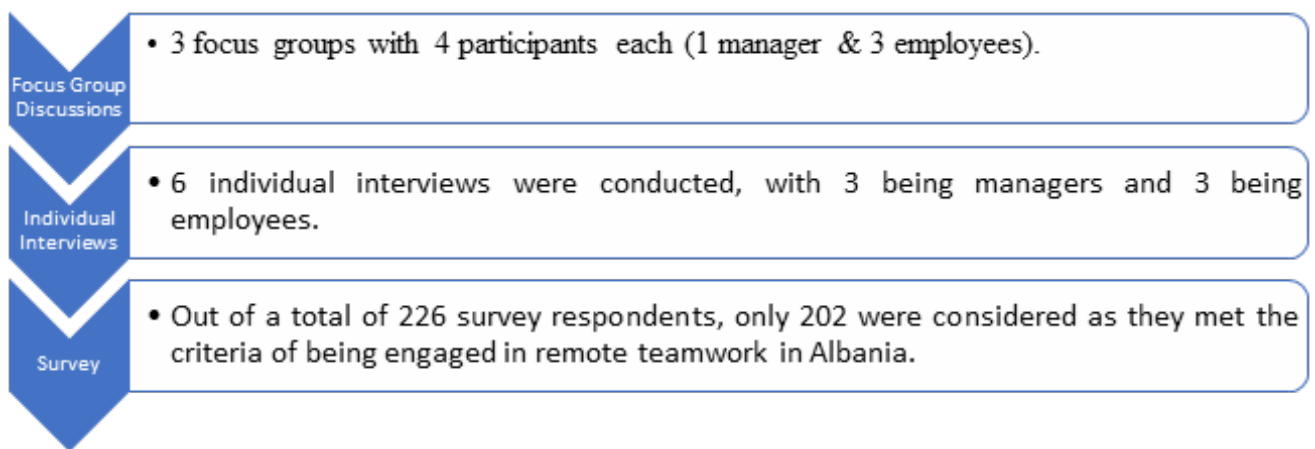 Focus Group
Discussions
• 3 focus groups with 4 participants each (1 manager & 3 employees).
Individual
Interviews
• 6 individual interviews were conducted, with 3 being managers and 3 being
employees.
Survey
• Out of a total of 226 survey respondents, only 202 were considered as they met the
criteria of being engaged in remote teamwork in Albania.